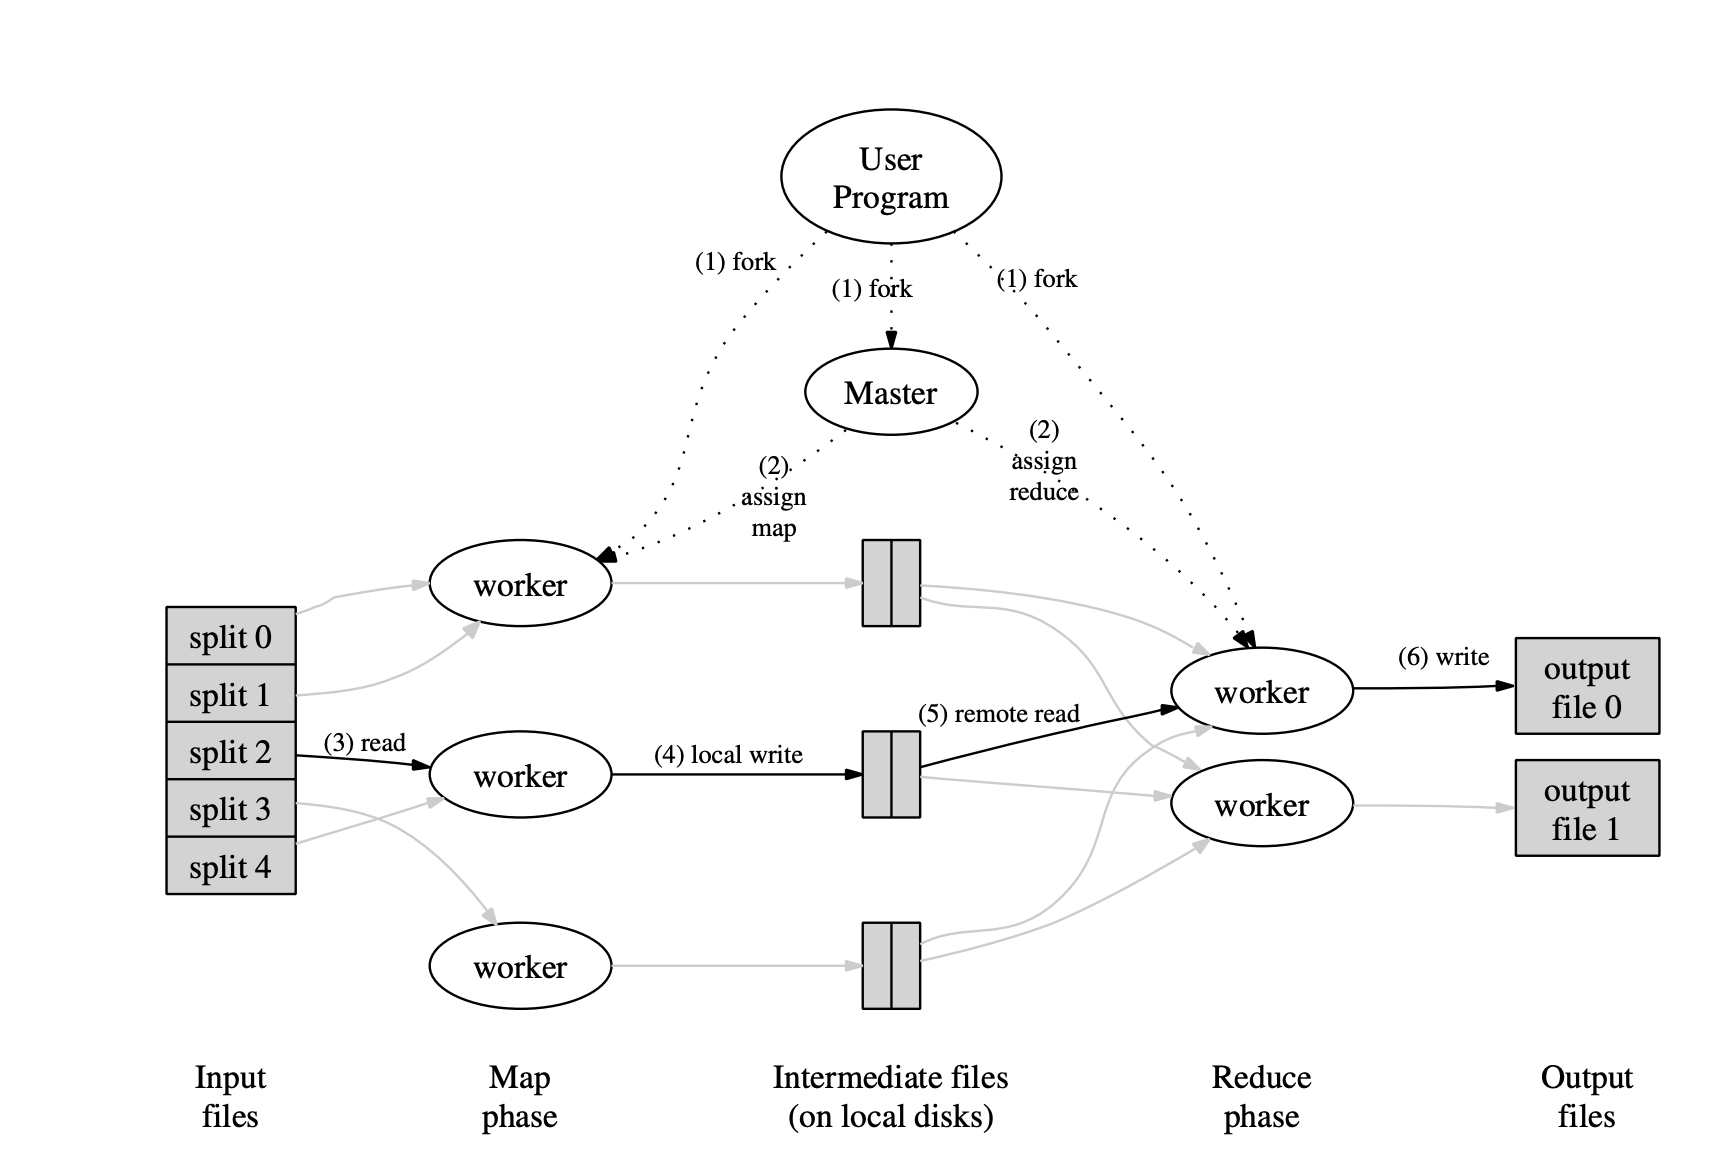 User
Program
(1) fork
(1) fork
(1) fork
Master
(2)
assign
map
(2)
assign
reduce
worker
split 0
split 1
split 2
split 3
split 4
(3) read
worker
(4) local write
(5) remote read
worker
(6) write
output
file 0
worker
output
file 1
worker
Input
files
Map
phase
Intermediate files
(on local disks)
Reduce
phase
Output
files